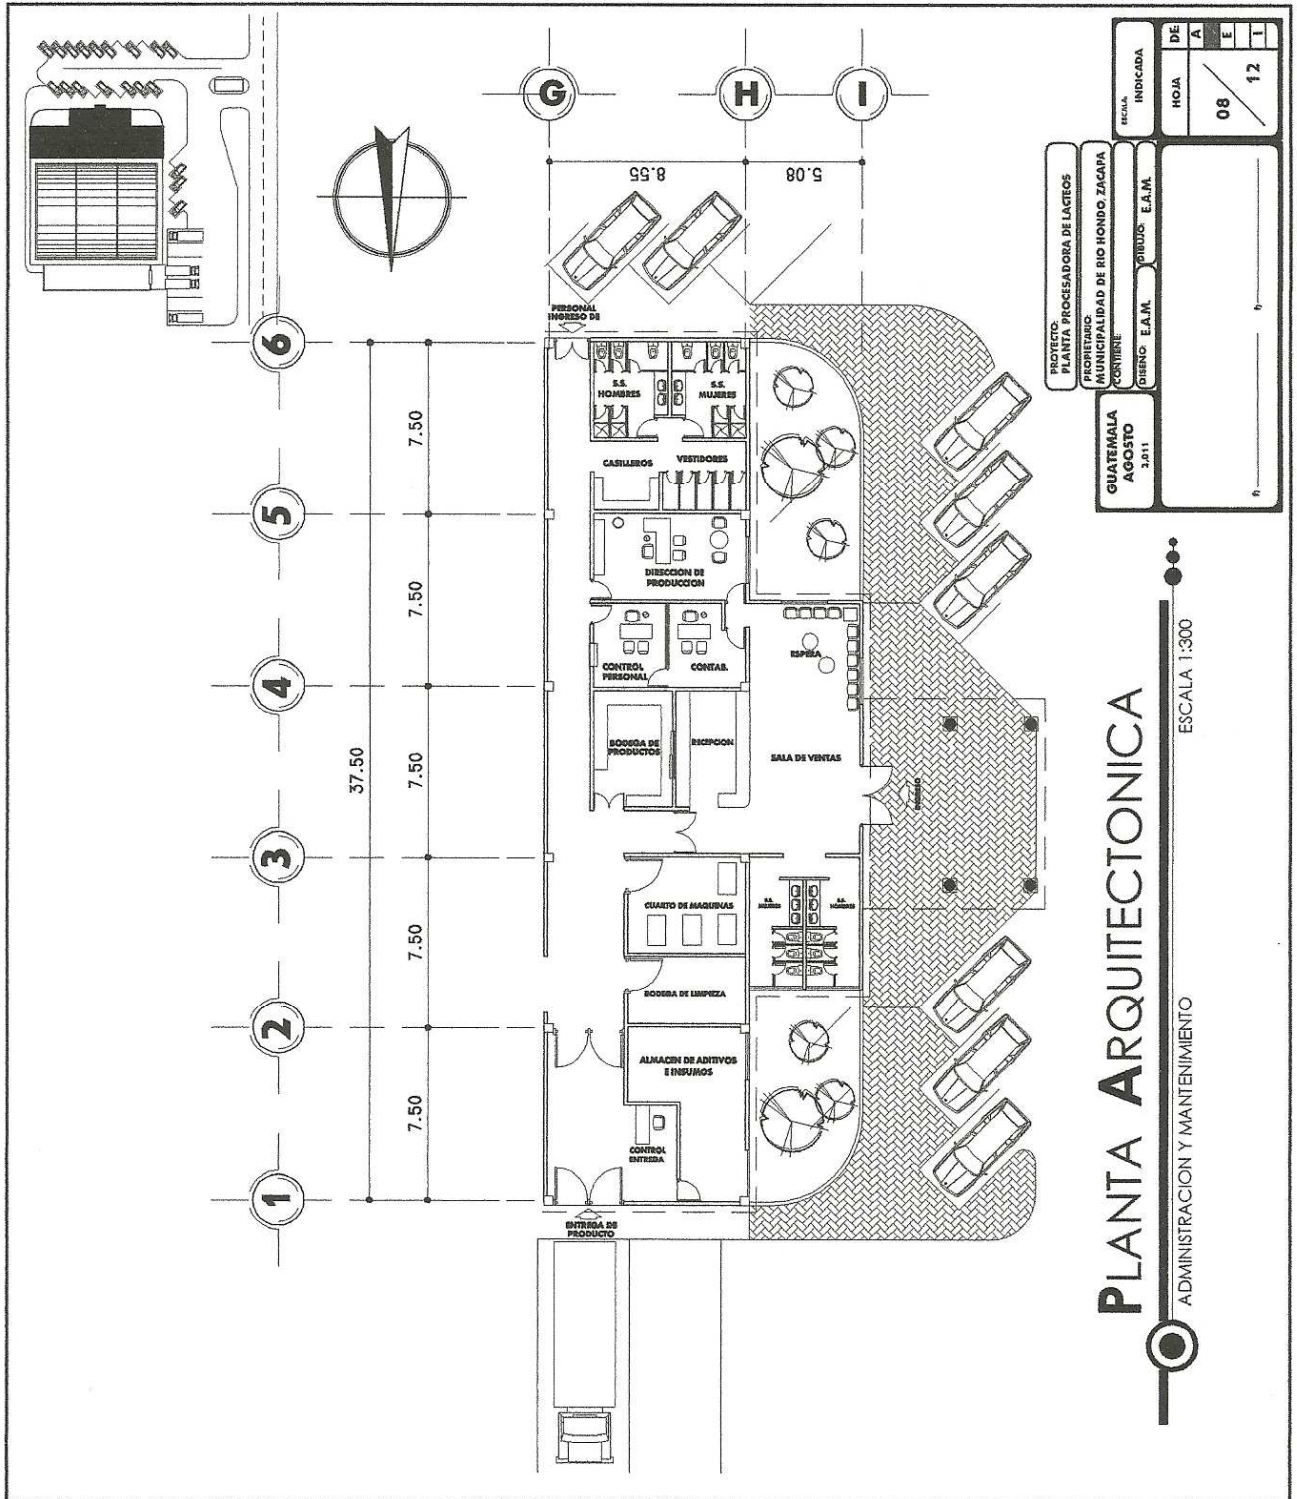 6
5
4
3
2
1
37.50
7.50
7.50
7.50
7.50
7.50
G
H
I
8.55
5.08
PERSONAL
INGRESO DE
S.S.
HOMBRES
S.S.
MUJERES
CASILLEROS
VESTIDORES
DIRECCION DE
PRODUCCION
CONTROL
PERSONAL
CONTAB.
ESPERA
BODEGA DE
PRODUCTOS
RECEPCION
SALA DE VENTAS
INGRESO
CUARTO DE MAQUINAS
S.S.
MUJERES
S.S.
HOMBRES
BODEGA DE LIMPIEZA
ALMACEN DE ADITIVOS
E INSUMOS
CONTROL
ENTREGA
ENTREGA DE
PRODUCTO
PLANTA ARQUITECTONICA
ADMINISTRACION Y MANTENIMIENTO
ESCALA 1:300
GUATEMALA
AGOSTO
2,011
PROYECTO:
PLANTA PROCESADORA DE LACTEOS
PROPIETARIO:
MUNICIPALIDAD DE RIO HONDO, ZACAPA
CONTIENE:
DISEÑO: E.A.M.
DIBUJO: E.A.M.
ESCALA:
INDICADA
HOJA
DE:
08
12
A
E
I
f)
f)